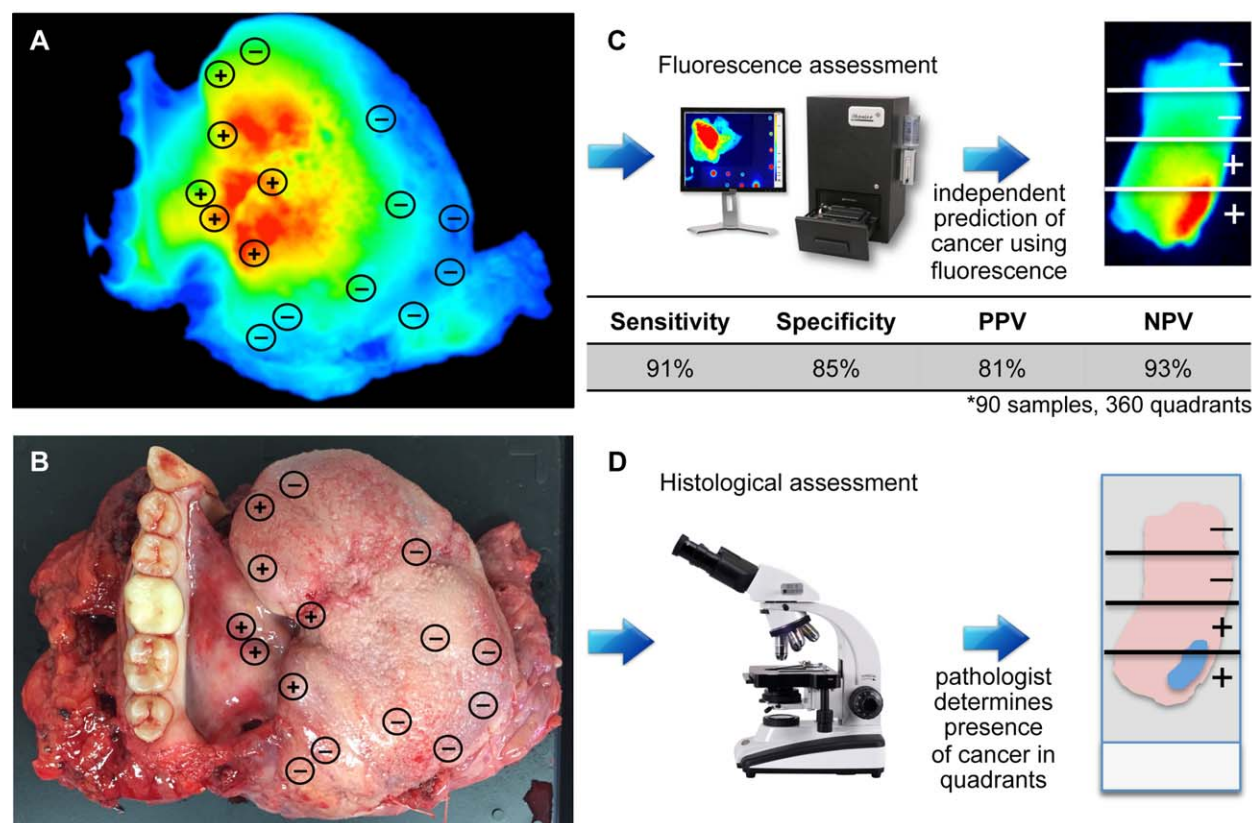 A
+
−
+
−
+
+
−
+
−
+
−
+
−
−
−
−
−
B
−
+
−
+
+
+
−
+
−
+
−
−
−
−
−
C
Fluorescence assessment
independent
prediction of
cancer using
fluorescence
−
−
+
+
Sensitivity Specificity PPV NPV
91% 85% 81% 93%
*90 samples, 360 quadrants
D
Histological assessment
pathologist
determines
presence
of cancer in
quadrants
−
−
+
+